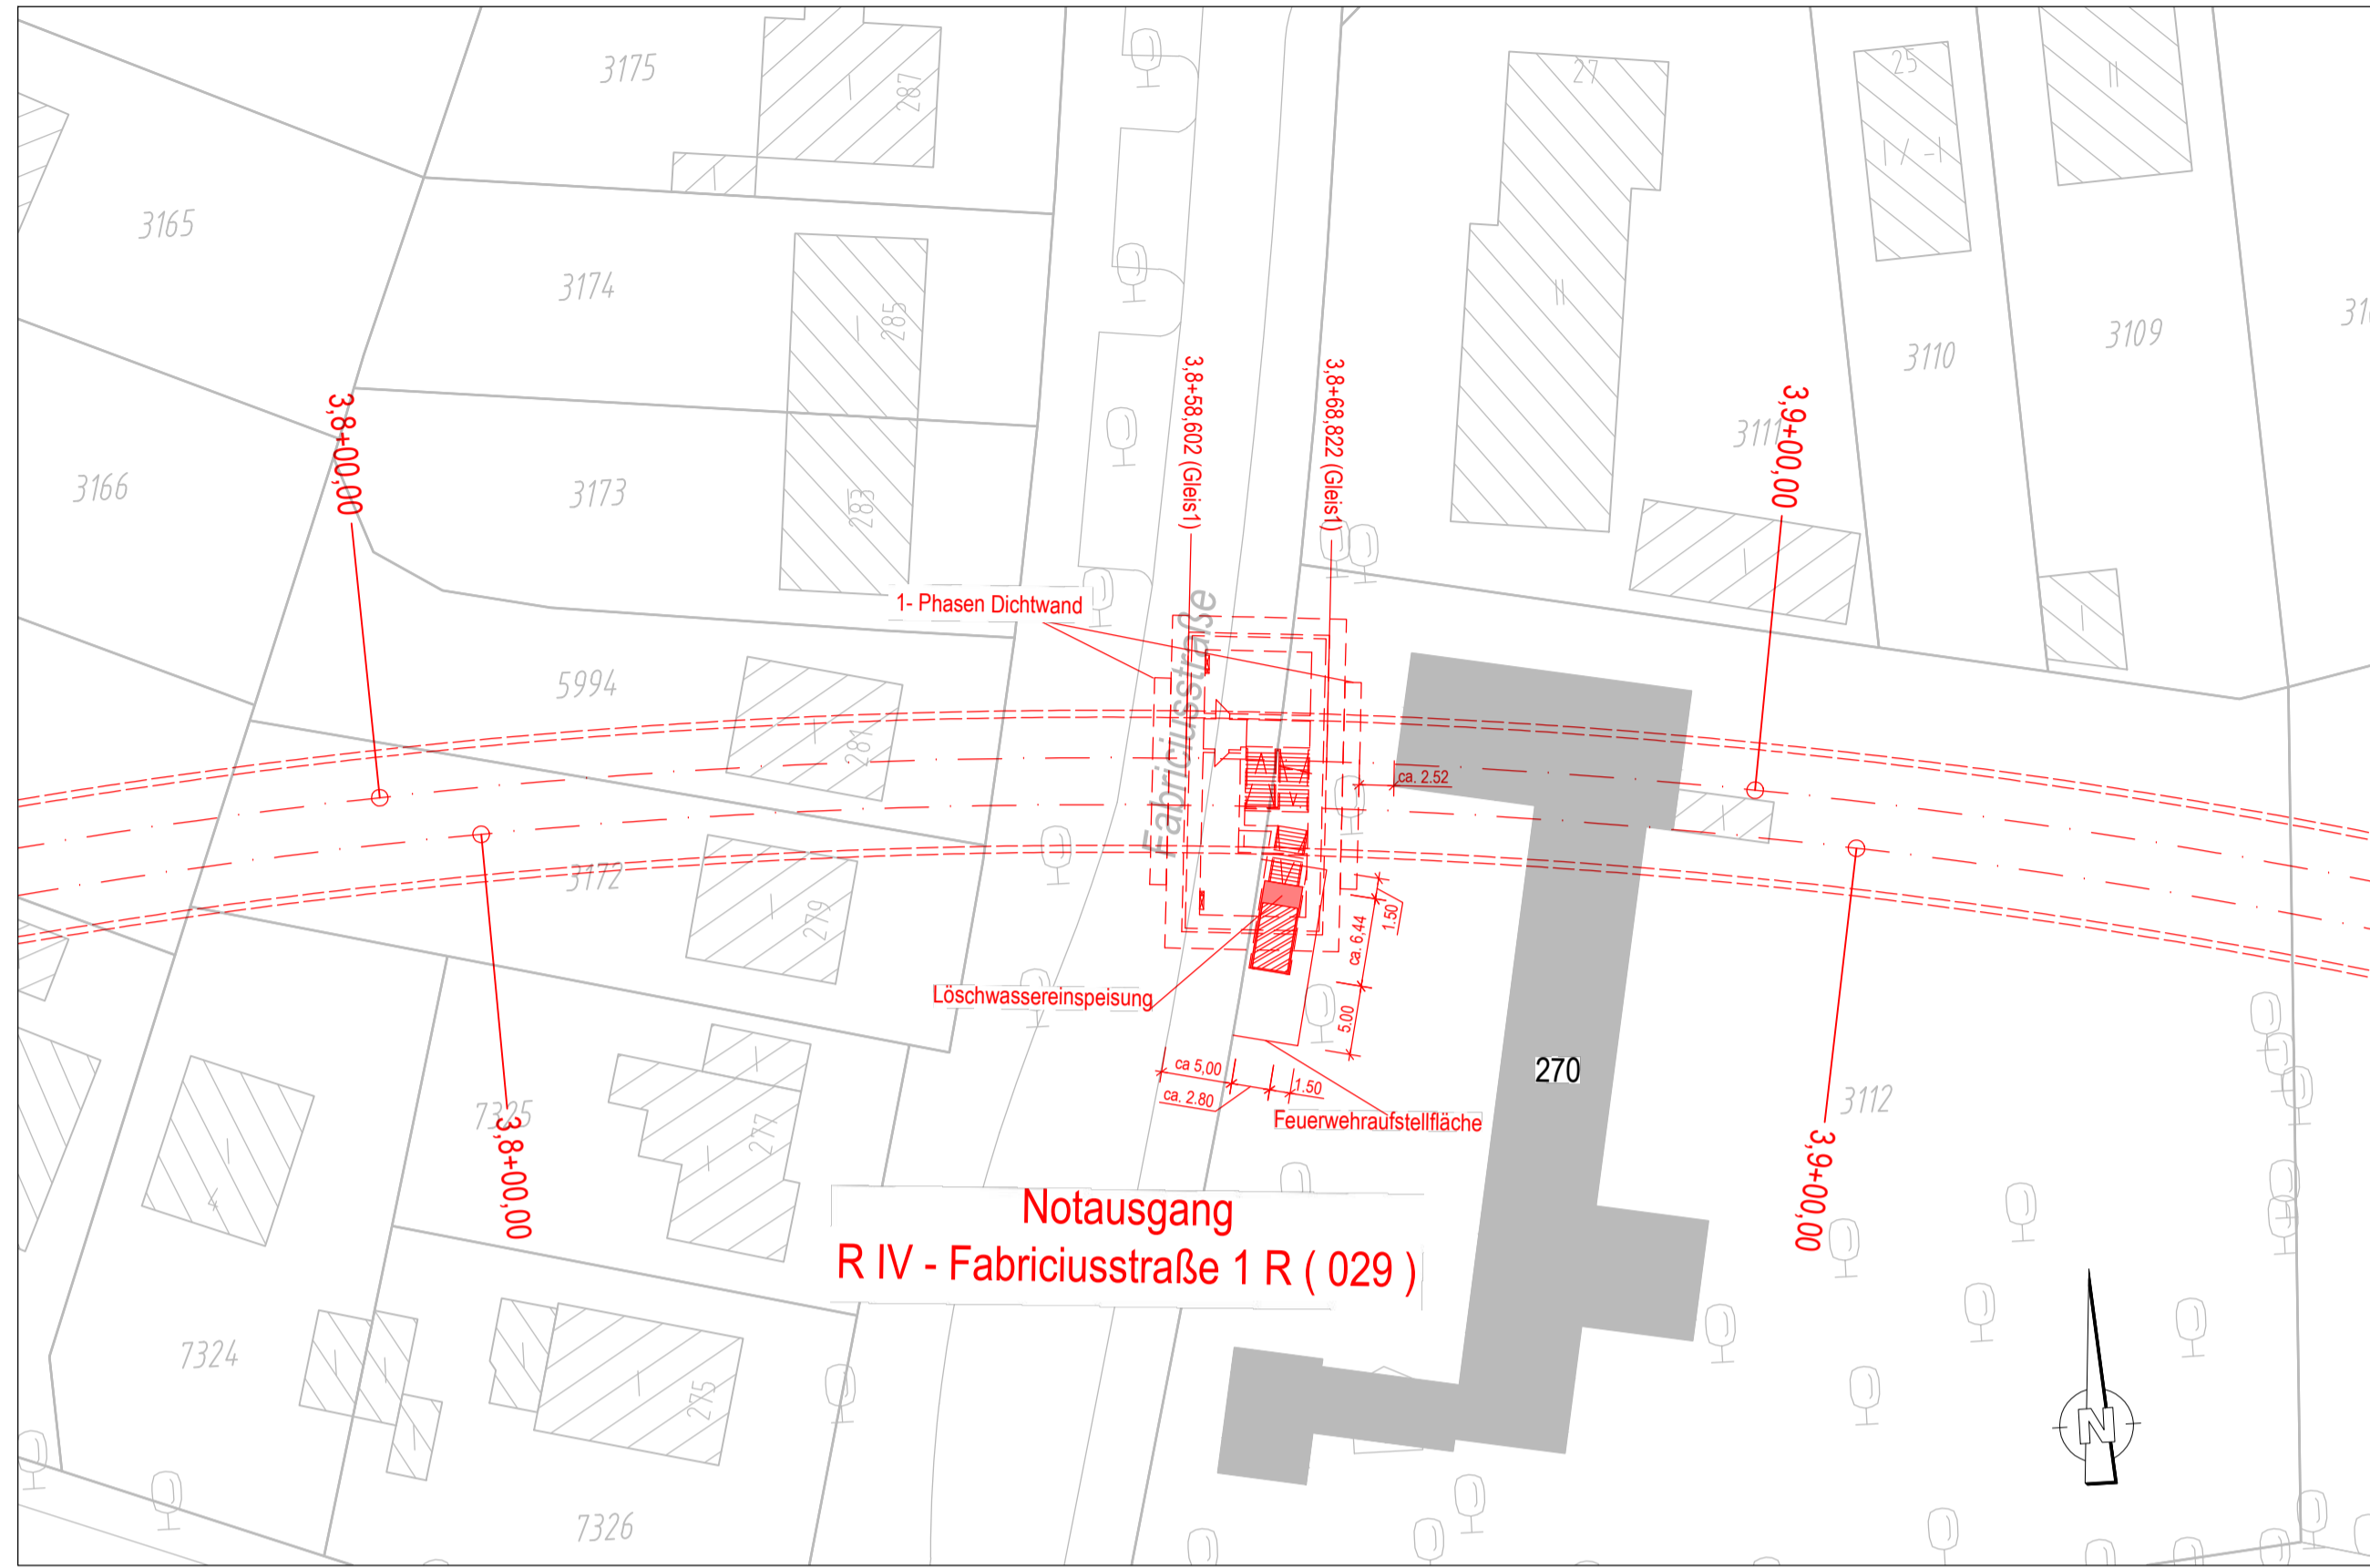 3175
287
27
25
II
I / -I
3165
3174
285
II
3109
3110
3,8+58,602 (Gleis1)
3,8+68,822 (Gleis1)
3,8+00,00
3,9+00,00
3111
3166
3173
283
1- Phasen Dichtwand
Fabriciusstraße
5994
281
ca. 2.52
3172
279
1.50
ca. 6,44
Löschwassereinspeisung
5.00
270
ca 5,00
1.50
ca. 2.80
Feuerwehraufstellfläche
7325
277
3112
3,8+00,00
3,9+00,00
4
Notausgang
R IV - Fabriciusstraße 1 R ( 029 )
7324
275
N
7326